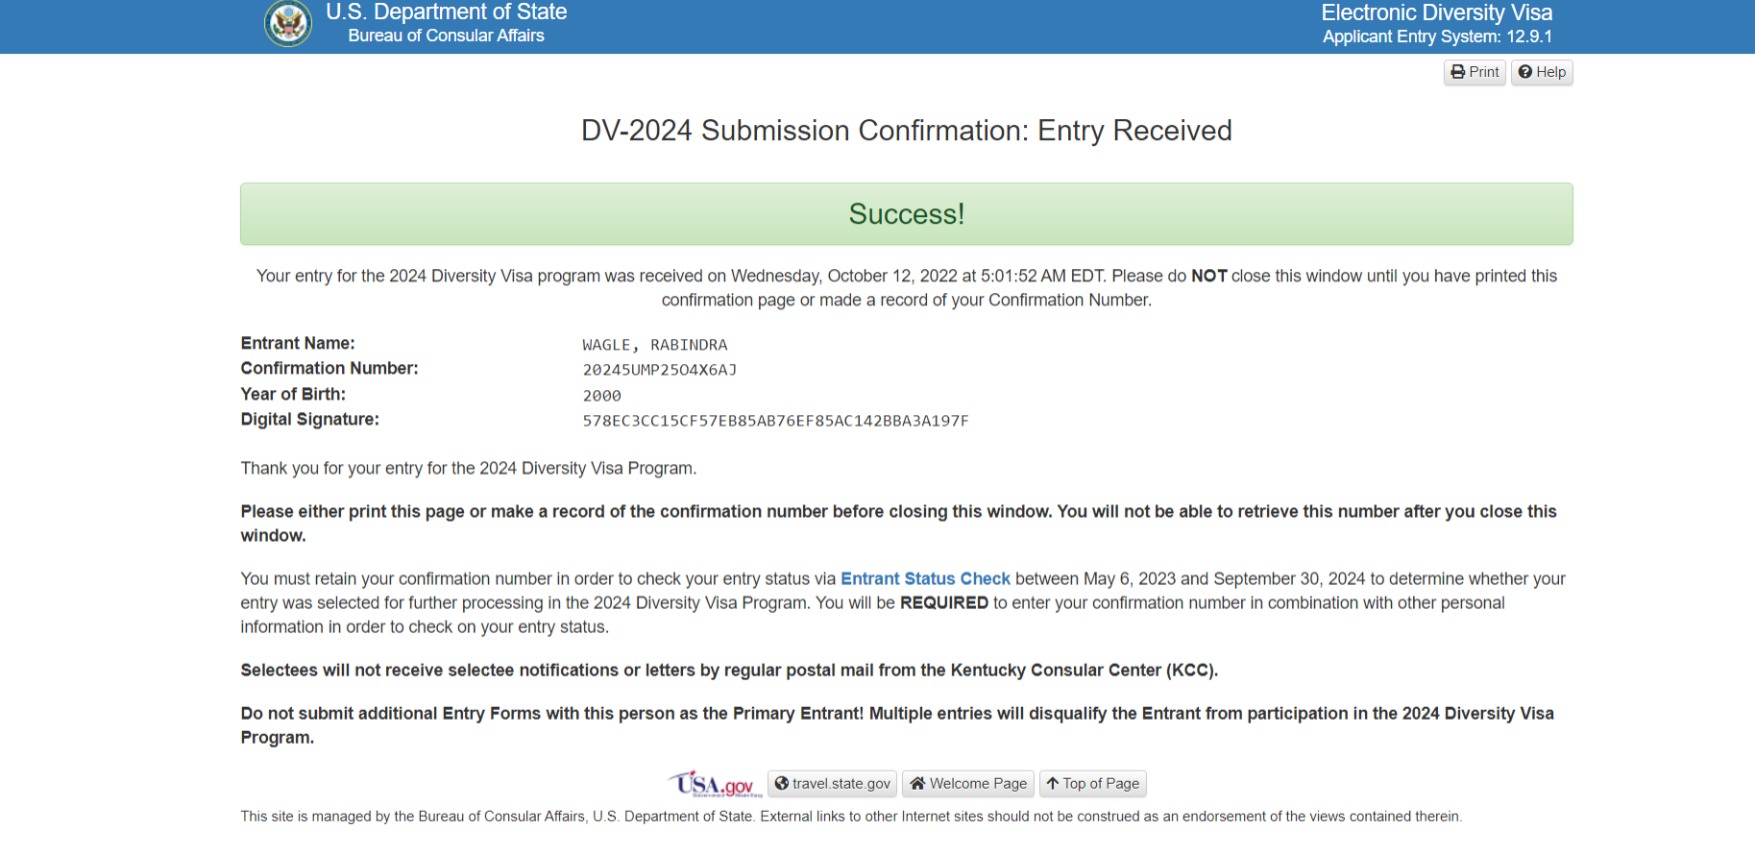 U.S. Department of State
Bureau of Consular Affairs
Electronic Diversity Visa
Applicant Entry System: 12.9.1
Print
Help
DV-2024 Submission Confirmation: Entry Received
Success!
Your entry for the 2024 Diversity Visa program was received on Wednesday, October 12, 2022 at 5:01:52 AM EDT. Please do NOT close this window until you have printed this
confirmation page or made a record of your Confirmation Number.
Entrant Name: WAGLE, RABINDRA
Confirmation Number: 20245UMP25O4X6AJ
Year of Birth: 2000
Digital Signature: 578EC3CC15CF57EB85AB76EF85AC142BBA3A197F
Thank you for your entry for the 2024 Diversity Visa Program.
Please either print this page or make a record of the confirmation number before closing this window. You will not be able to retrieve this number after you close this
window.
You must retain your confirmation number in order to check your entry status via Entrant Status Check between May 6, 2023 and September 30, 2024 to determine whether your
entry was selected for further processing in the 2024 Diversity Visa Program. You will be REQUIRED to enter your confirmation number in combination with other personal
information in order to check on your entry status.
Selectees will not receive selectee notifications or letters by regular postal mail from the Kentucky Consular Center (KCC).
Do not submit additional Entry Forms with this person as the Primary Entrant! Multiple entries will disqualify the Entrant from participation in the 2024 Diversity Visa
Program.
USA.gov
travel.state.gov
Welcome Page
Top of Page
This site is managed by the Bureau of Consular Affairs, U.S. Department of State. External links to other Internet sites should not be construed as an endorsement of the views contained therein.